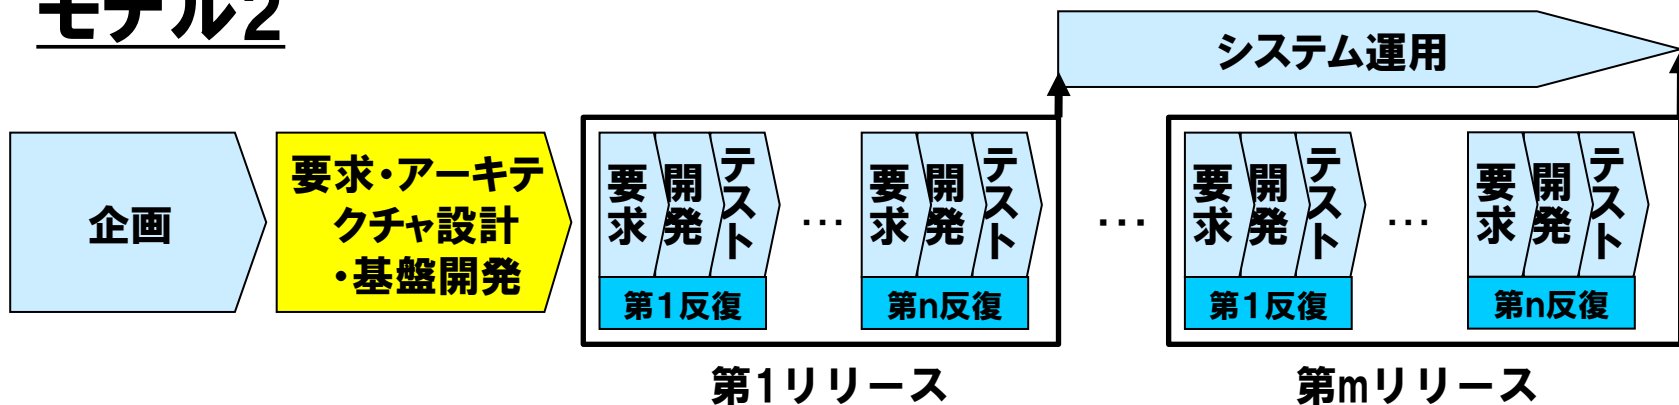 モデル2
システム運用
企画
要求・アーキテ
クチャ設計
・基盤開発
要求
開発
テスト
第1反復
…
要求
開発
テスト
第n反復
第1リリース
…
要求
開発
テスト
第1反復
…
要求
開発
テスト
第n反復
第mリリース